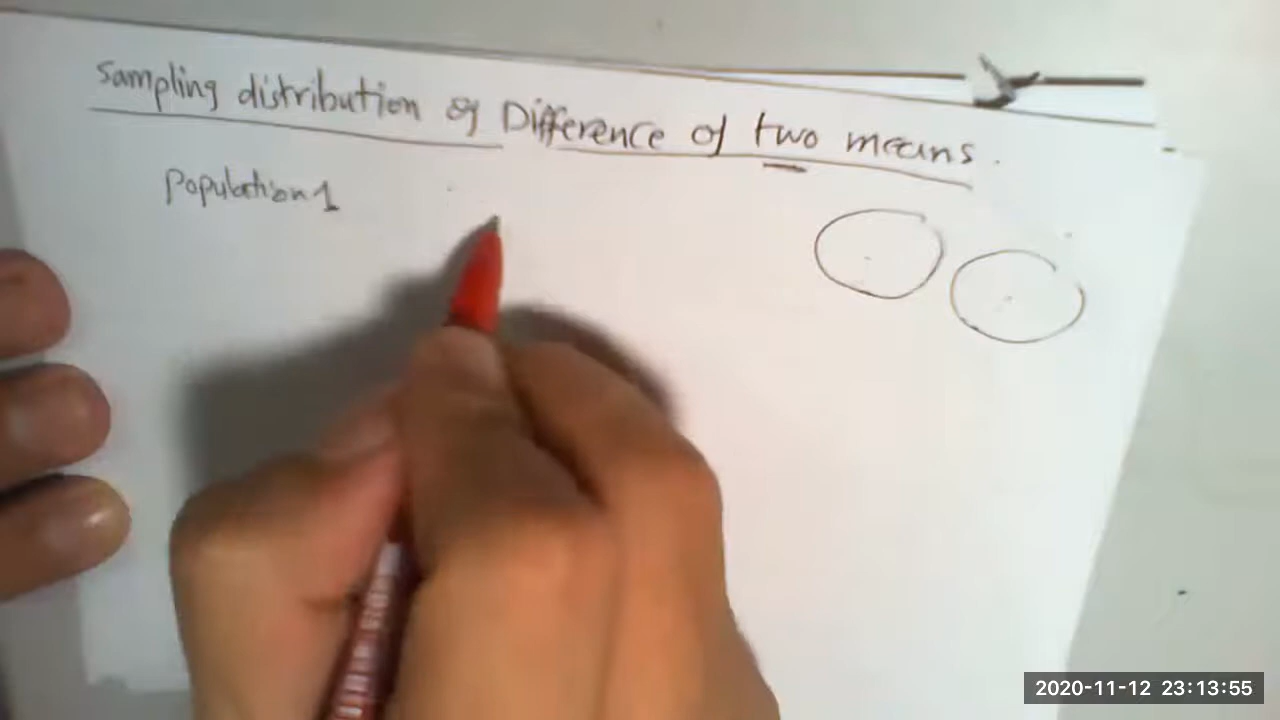 Sampling distribution of Difference of two means.
Population 1
2020-11-12 23:13:55